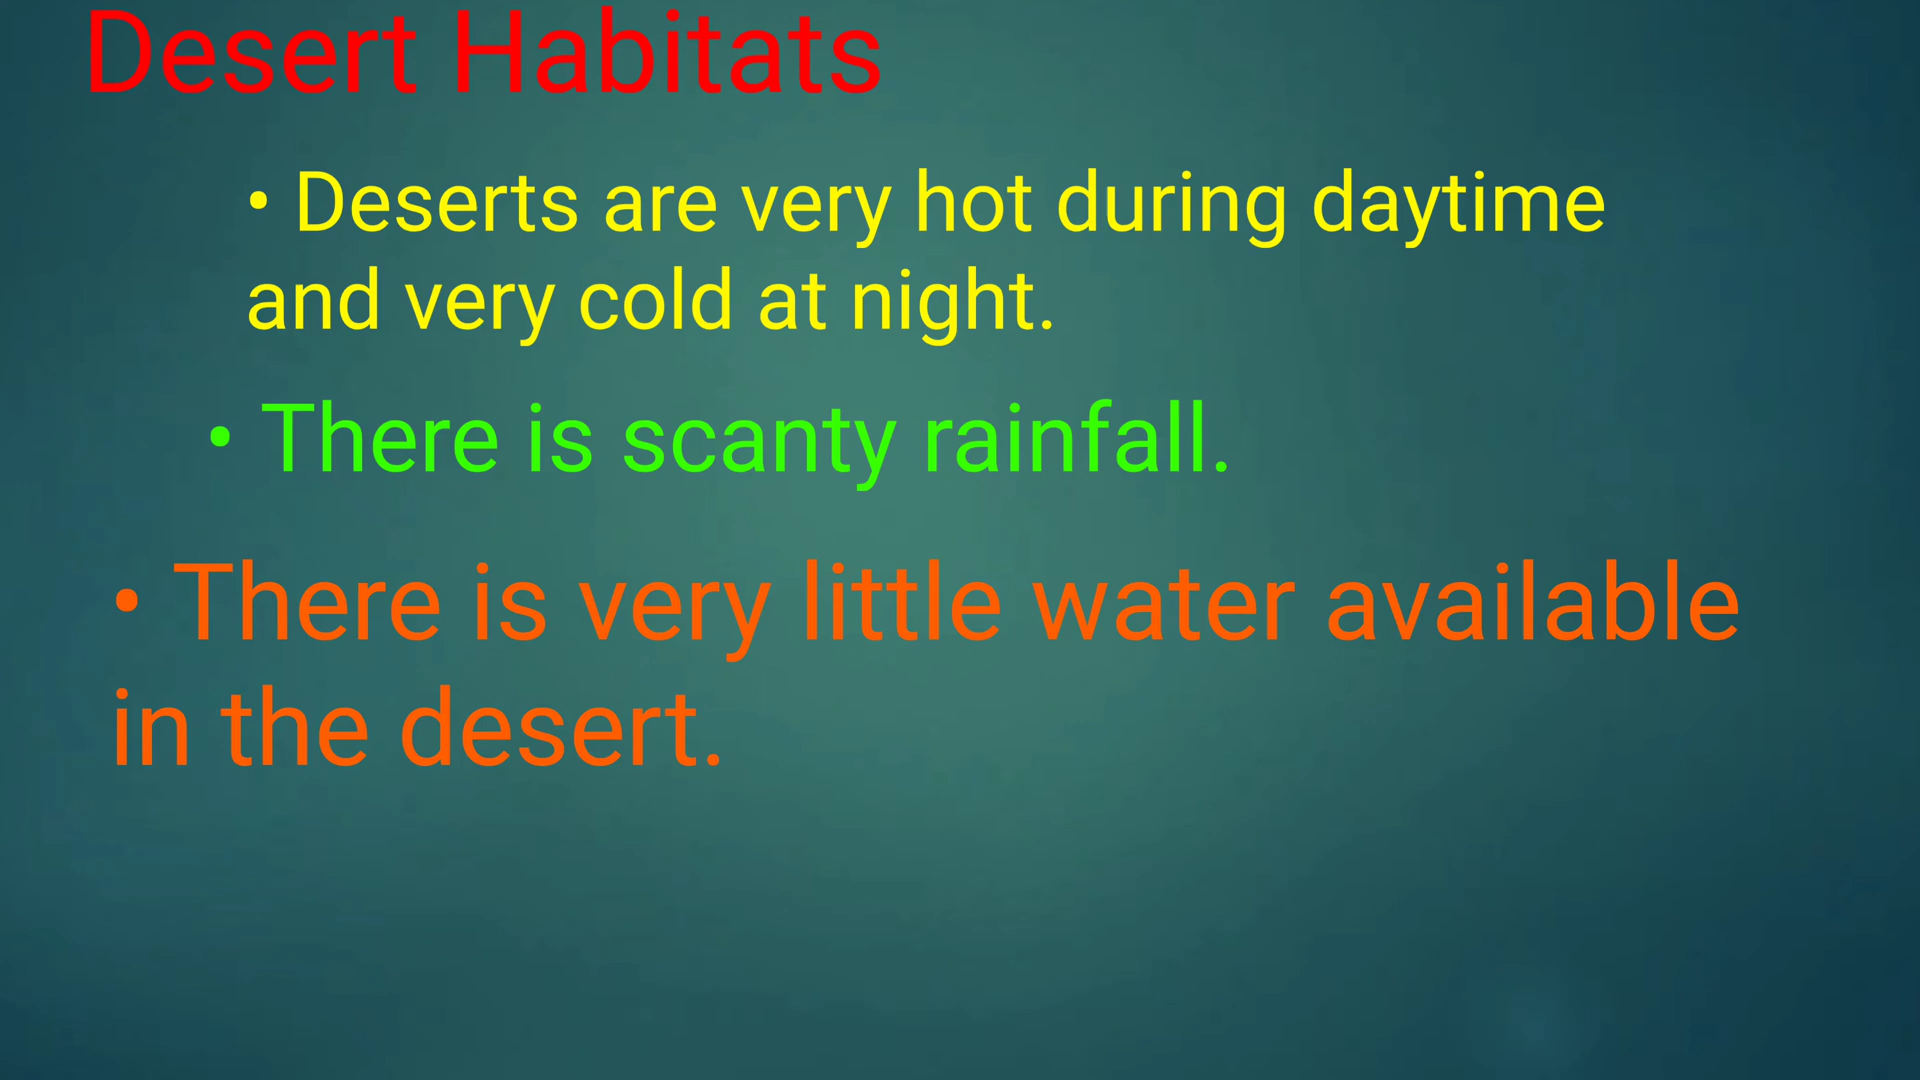 Desert Habitats
• Deserts are very hot during daytime
and very cold at night.
• There is scanty rainfall.
• There is very little water available
in the desert.